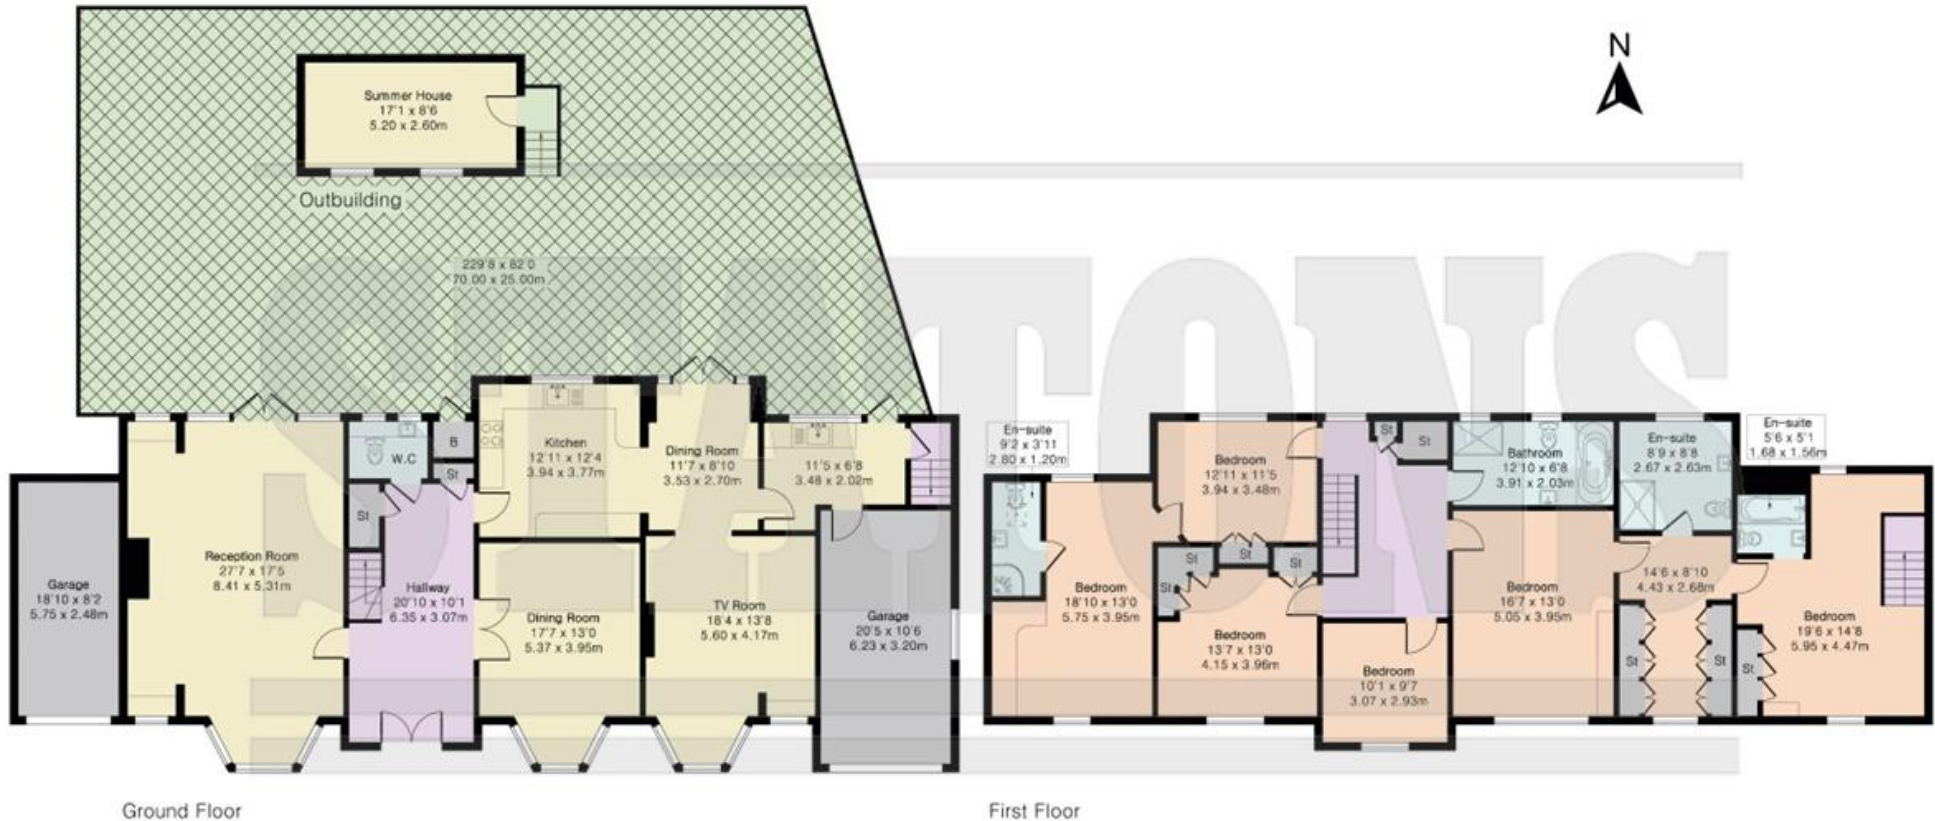 N
Summer House
17'1 x 8'6
5.20 x 2.60m
Outbuilding
229'8 x 82'0
70.00 x 25.00m
STATONS
Garage
18'10 x 8'2
5.75 x 2.48m
Reception Room
27'7 x 17'5
8.41 x 5.31m
W.C
B
St
St
Hallway
20'10 x 10'1
6.35 x 3.07m
Kitchen
12'11 x 12'4
3.94 x 3.77m
Dining Room
11'7 x 8'10
3.53 x 2.70m
11'5 x 6'8
3.48 x 2.02m
Dining Room
17'7 x 13'0
5.37 x 3.95m
TV Room
18'4 x 13'8
5.60 x 4.17m
Garage
20'5 x 10'6
6.23 x 3.20m
Ground Floor
En-suite
9'2 x 3'11
2.80 x 1.20m
Bedroom
18'10 x 13'0
5.75 x 3.95m
Bedroom
12'11 x 11'5
3.94 x 3.48m
St
St
St
St
Bedroom
13'7 x 13'0
4.15 x 3.96m
St
St
Bedroom
10'1 x 9'7
3.07 x 2.93m
Bathroom
12'10 x 6'8
3.91 x 2.03m
Bedroom
16'7 x 13'0
5.05 x 3.95m
En-suite
8'9 x 8'8
2.67 x 2.63m
14'6 x 8'10
4.43 x 2.68m
St
St
En-suite
5'6 x 5'1
1.68 x 1.56m
St
Bedroom
19'6 x 14'8
5.95 x 4.47m
First Floor